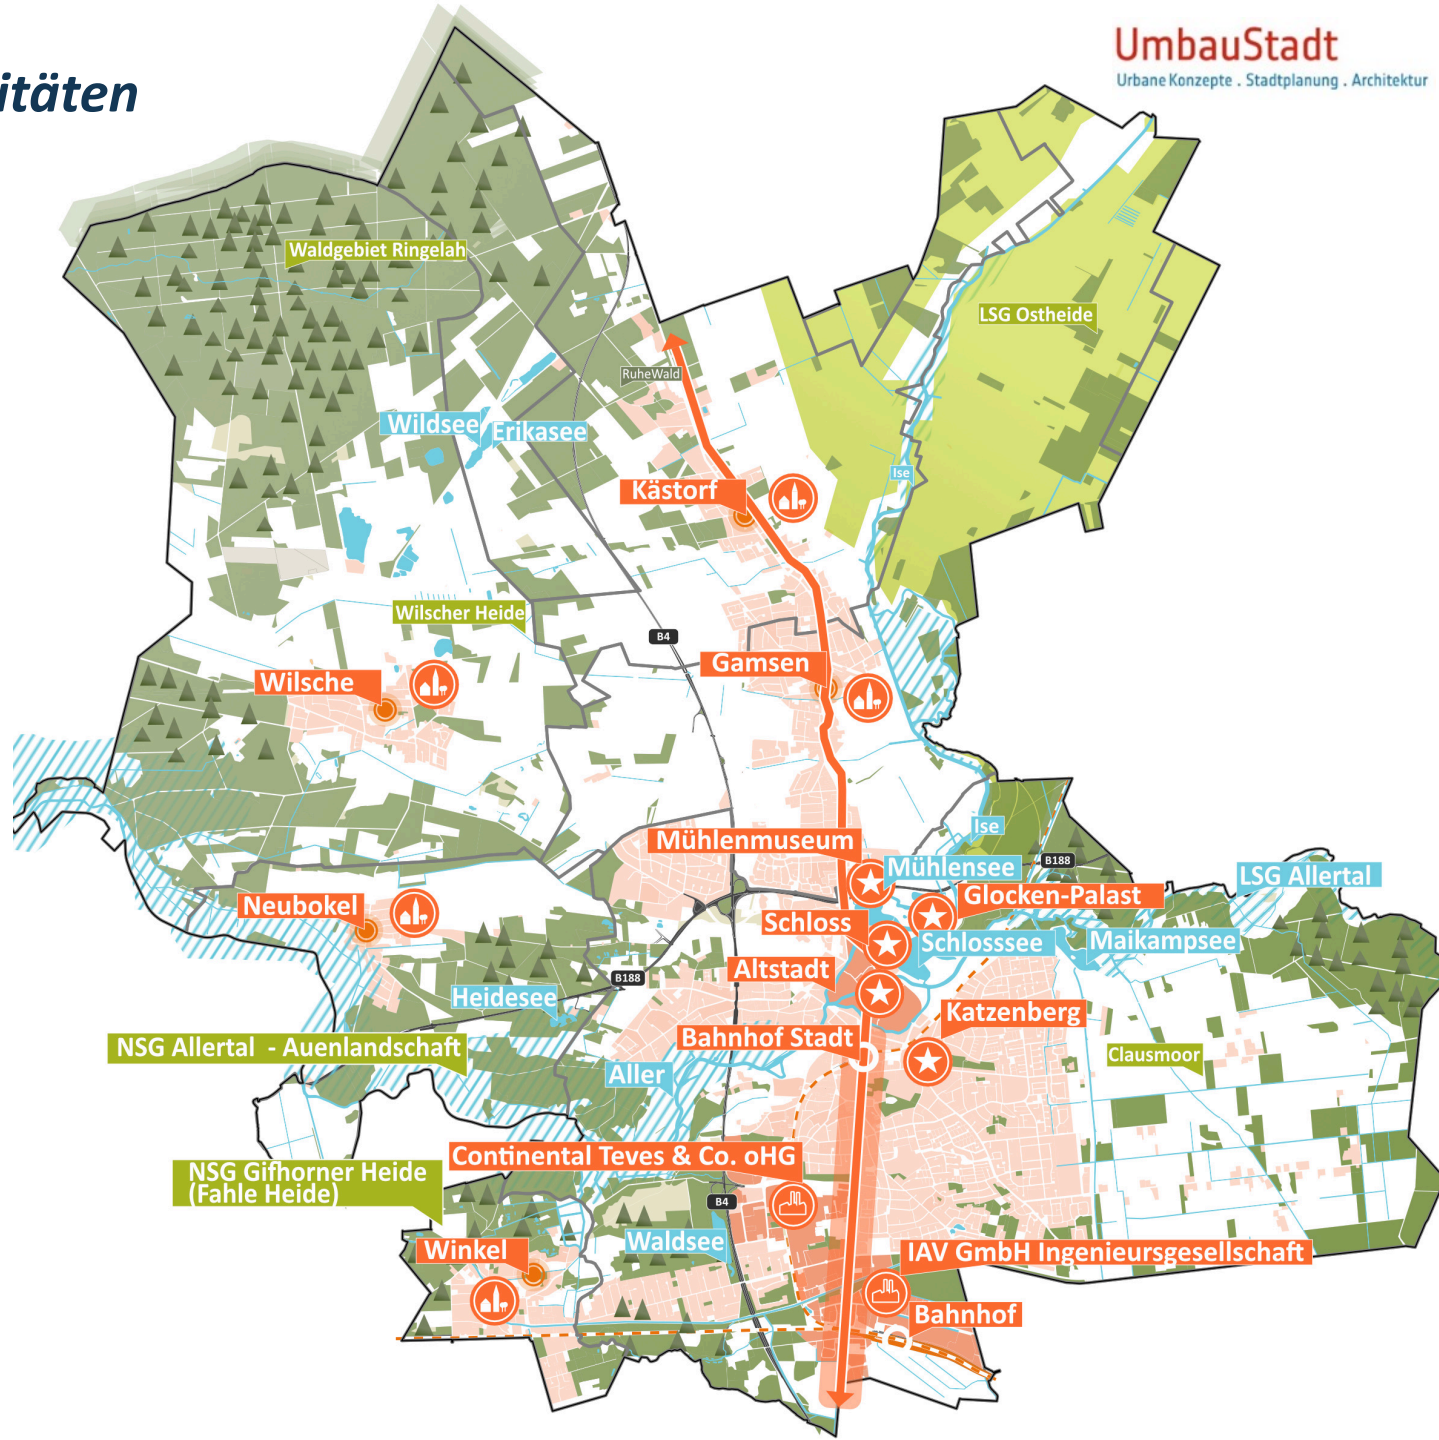 UmbauStadt
Urbane Konzepte . Stadtplanung . Architektur
itäten
Waldgebiet Ringelah
LSG Ostheide
RuheWald
Wildsee
Erikasee
Ise
Kästorf
Wilscher Heide
B4
Gamsen
Wilsche
Ise
Mühlenmuseum
Mühlensee
B188
LSG Allertal
Glocken-Palast
Neubokel
Schloss
Schlosssee
Maikampsee
Altstadt
B188
Heidesee
Katzenberg
Bahnhof Stadt
NSG Allertal - Auenlandschaft
Clausmoor
Aller
Continental Teves & Co. oHG
NSG Gifhorner Heide
(Fahle Heide)
B4
Waldsee
Winkel
IAV GmbH Ingenieursgesellschaft
Bahnhof